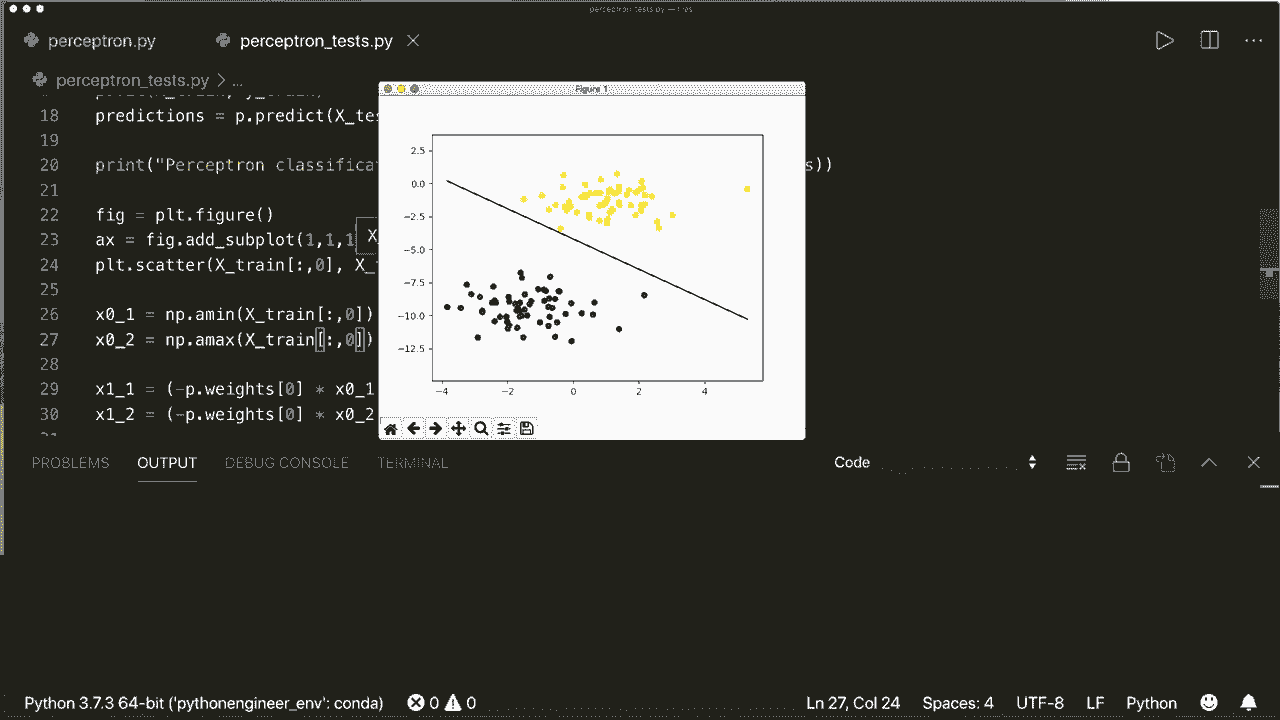 perceptron_tests.py — tres
perceptron.py perceptron_tests.py
perceptron_tests.py > ...
18 predictions = p.predict(X_tes
19
20 print("Perceptron classificat s))
21
22 fig = plt.figure()
23 ax = fig.add_subplot(1,1,1 X_
24 plt.scatter(X_train[:,0], X_t
25
26 x0_1 = np.amin(X_train[:,0])
27 x0_2 = np.amax(X_train[:,0])
28
29 x1_1 = (-p.weights[0] * x0_1
30 x1_2 = (-p.weights[0] * x0_2
Figure 1
2.5
0.0
−2.5
−5.0
−7.5
−10.0
−12.5
−4 −2 0 2 4
PROBLEMS OUTPUT DEBUG CONSOLE TERMINAL Code
Python 3.7.3 64-bit ('pythonengineer_env': conda) 0 0 Ln 27, Col 24 Spaces: 4 UTF-8 LF Python